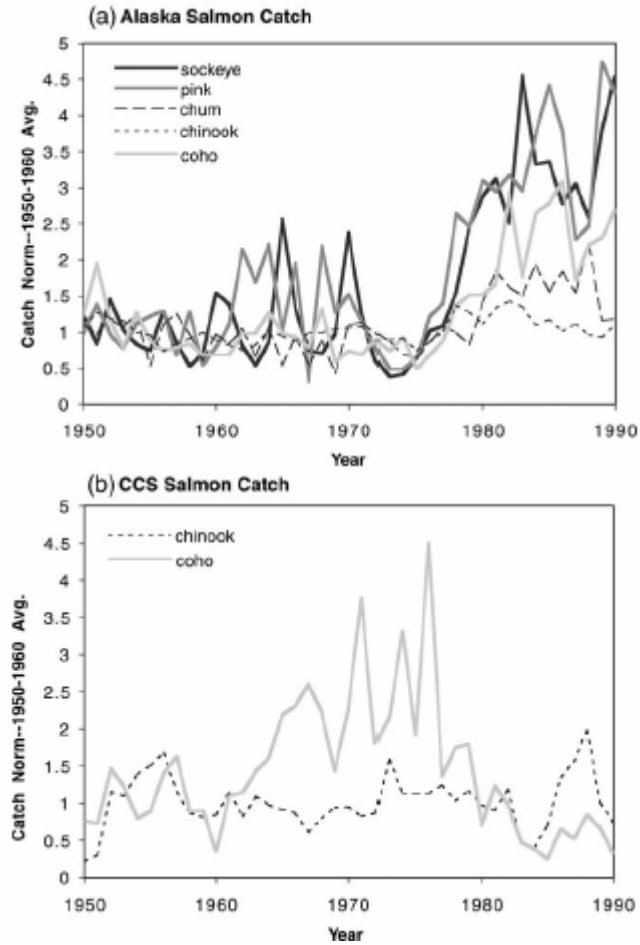 (a) Alaska Salmon Catch
5
4.5
4
3.5
3
2.5
2
1.5
1
0.5
0
Catch Norm--1950-1960 Avg.
sockeye
pink
chum
chinook
coho
1950 1960 1970 1980 1990
Year
(b) CCS Salmon Catch
5
4.5
4
3.5
3
2.5
2
1.5
1
0.5
0
Catch Norm--1950-1960 Avg.
chinook
coho
1950 1960 1970 1980 1990
Year